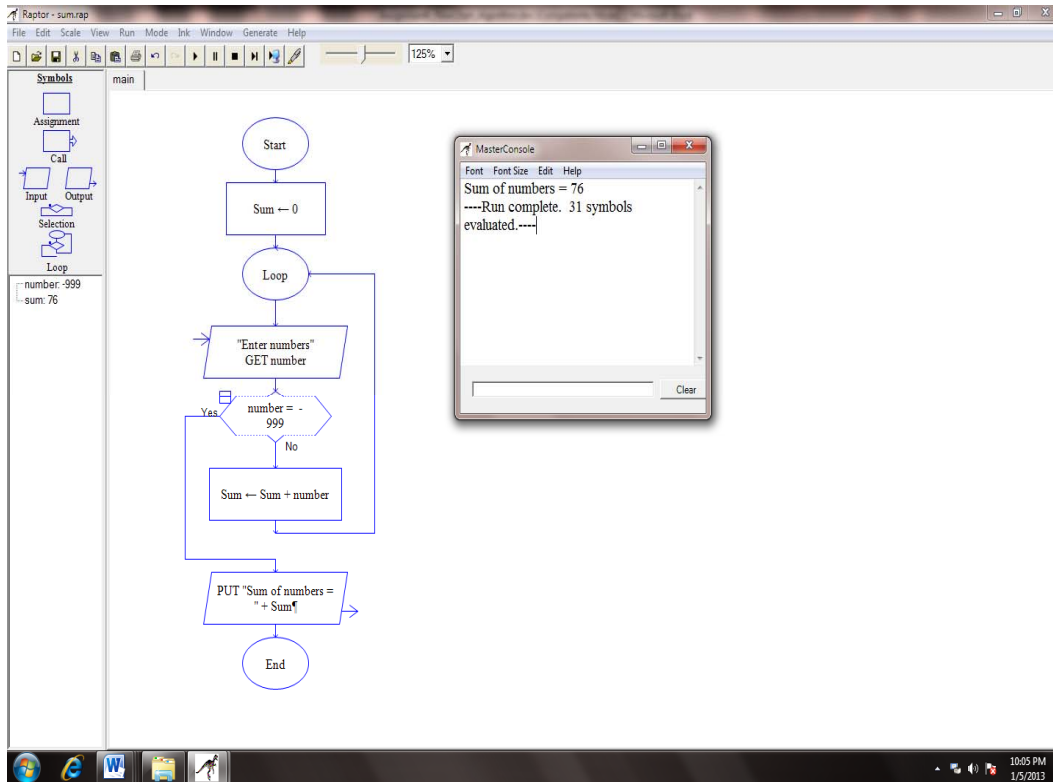 Raptor - sum.rap
File Edit Scale View Run Mode Ink Window Generate Help
125%
Symbols
Assignment
Call
Input Output
Selection
Loop
number: -999
sum: 76
main
Start
Sum ← 0
Loop
"Enter numbers"
GET number
Yes
number = -
999
No
Sum ← Sum + number
PUT "Sum of numbers =
" + Sum¶
End
MasterConsole
Font Font Size Edit Help
Sum of numbers = 76
----Run complete. 31 symbols
evaluated.----
Clear
10:05 PM
1/5/2013